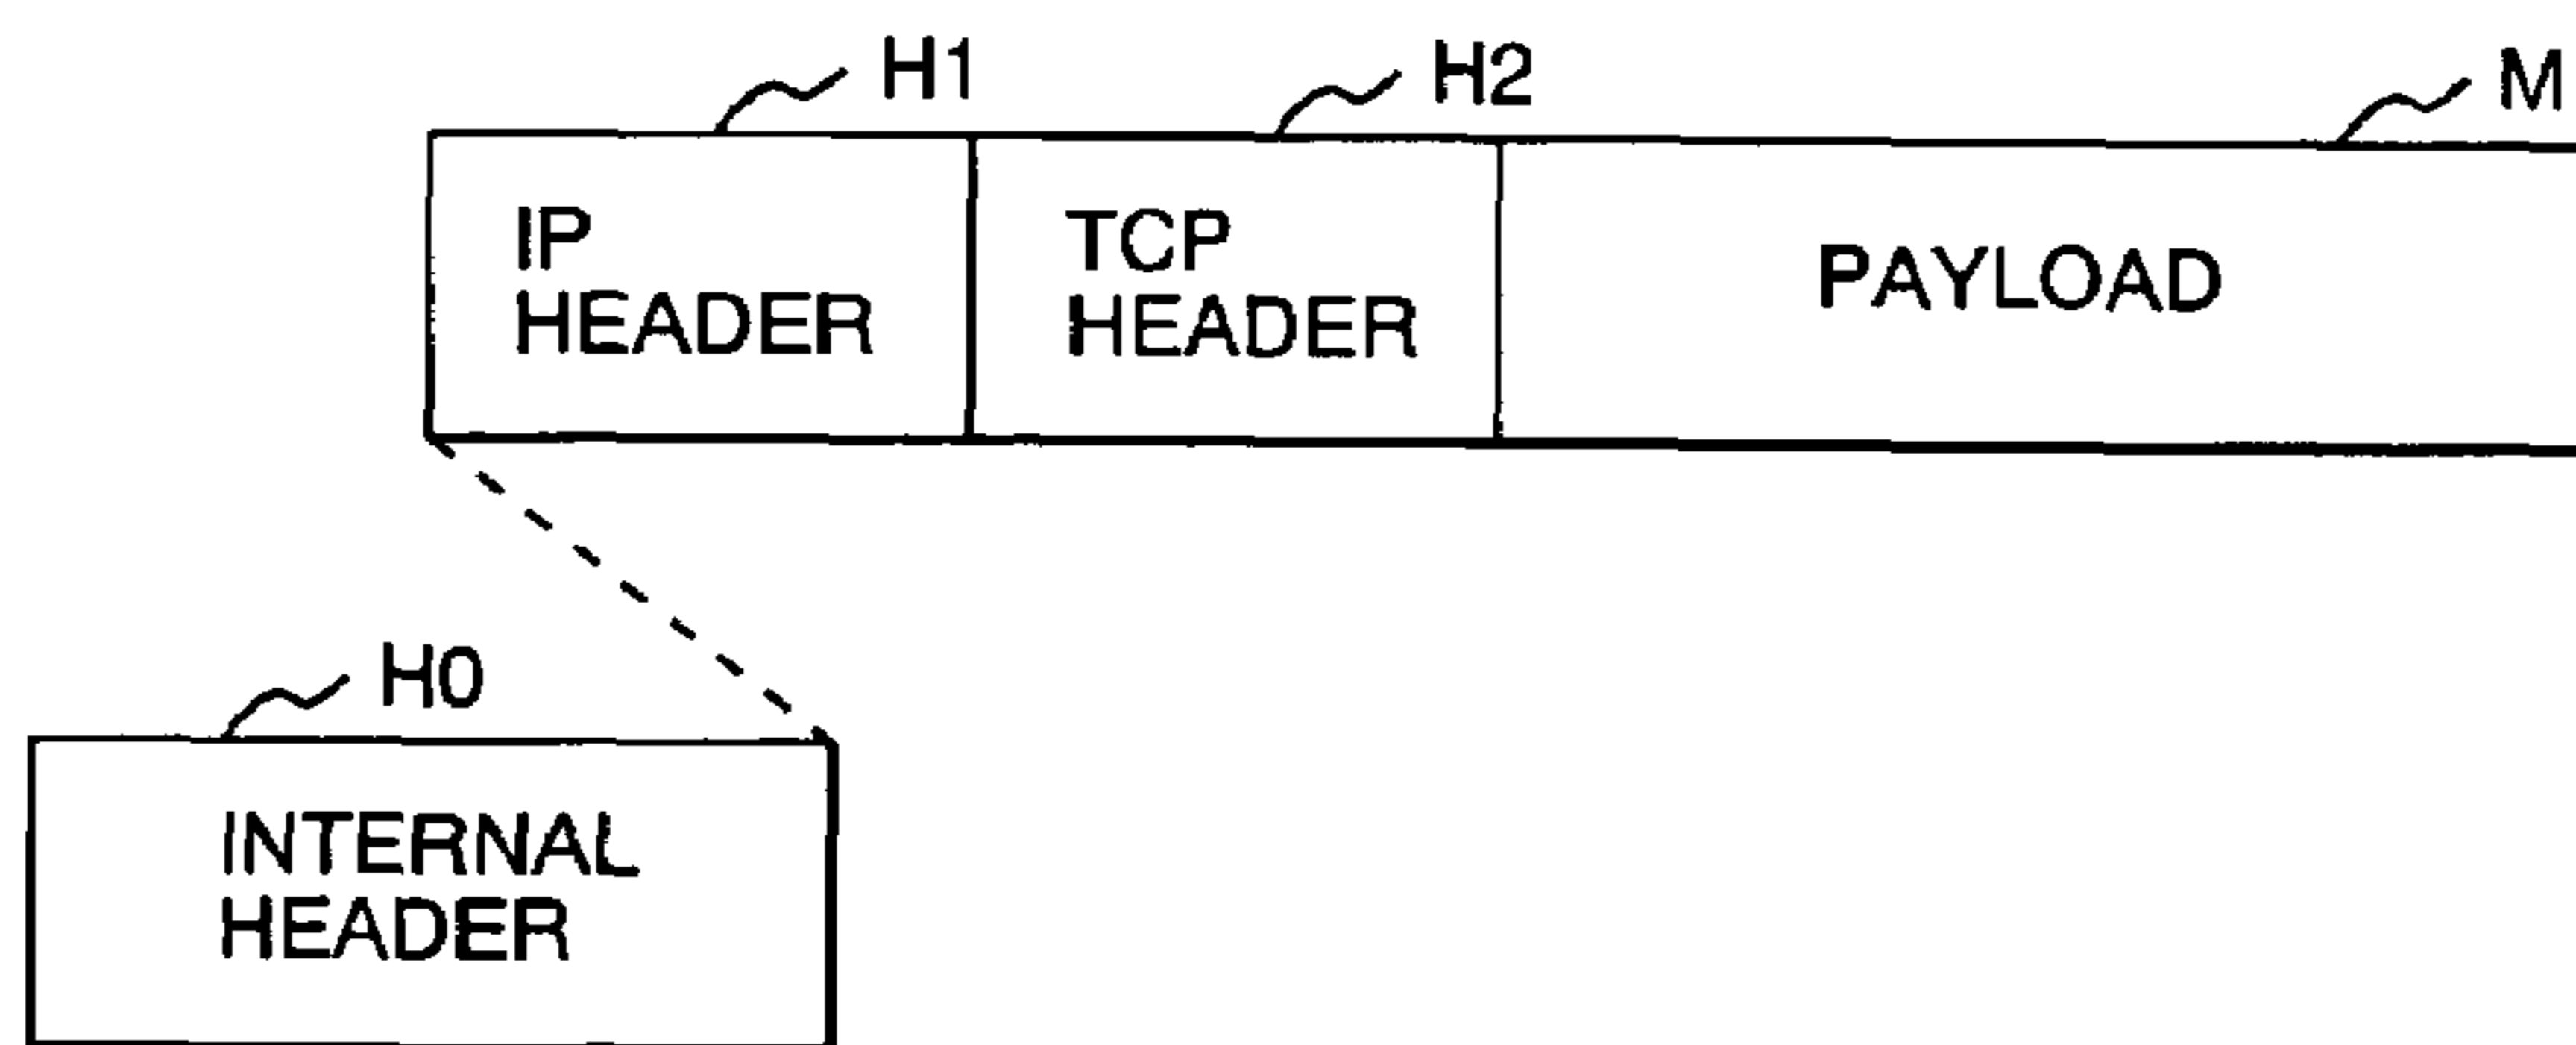 H1
H2
M
IP
HEADER
TCP
HEADER
PAYLOAD
H0
INTERNAL
HEADER